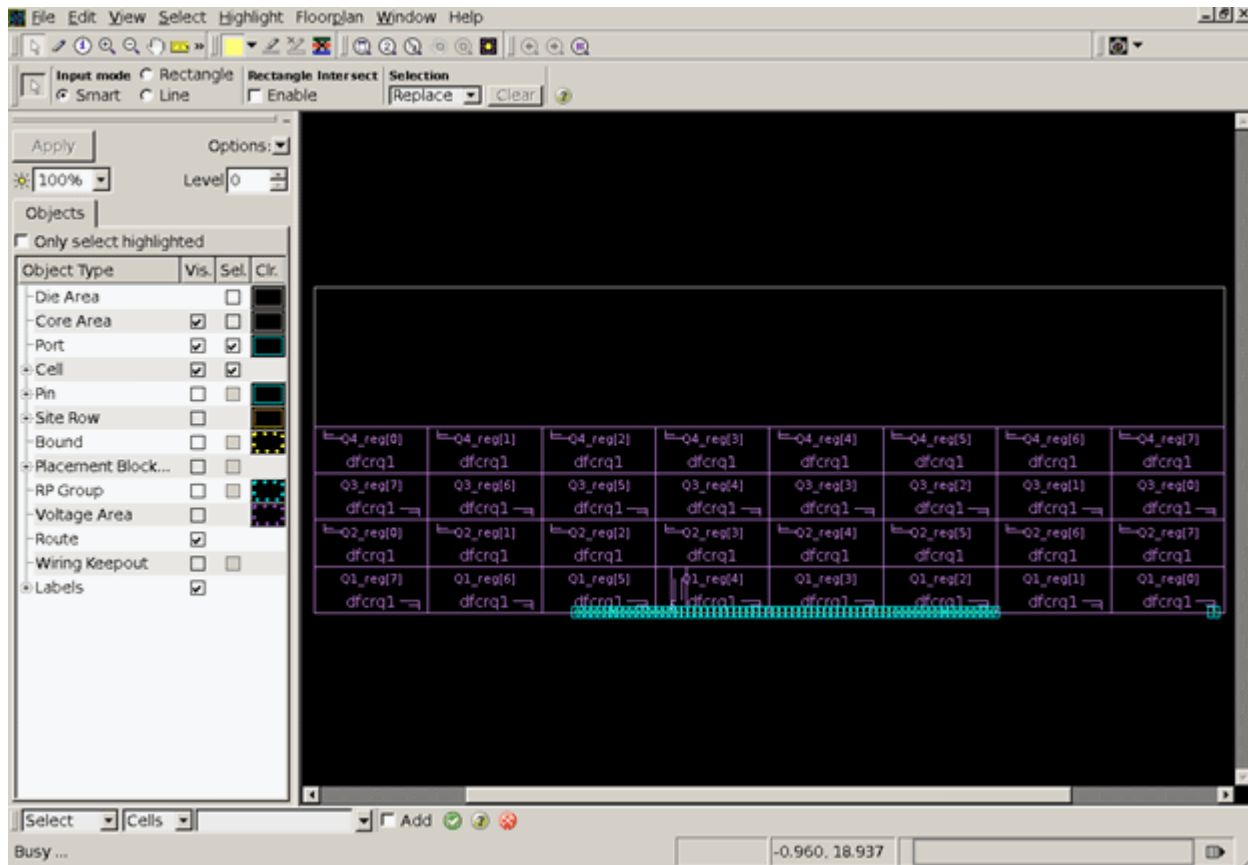 File Edit View Select Highlight Floorplan Window Help
Input mode Rectangle Rectangle Intersect Selection
Smart Line Enable Replace Clear
Apply Options:
100% Level 0
Objects
Only select highlighted
Object Type Vis. Sel. Clr.
Die Area
Core Area
Port
Cell
Pin
Site Row
Bound
Placement Block...
RP Group
Voltage Area
Route
Wiring Keepout
Labels
Q4_reg[0] Q4_reg[1] Q4_reg[2] Q4_reg[3] Q4_reg[4] Q4_reg[5] Q4_reg[6] Q4_reg[7]
dfcrq1 dfcrq1 dfcrq1 dfcrq1 dfcrq1 dfcrq1 dfcrq1 dfcrq1
Q3_reg[7] Q3_reg[6] Q3_reg[5] Q3_reg[4] Q3_reg[3] Q3_reg[2] Q3_reg[1] Q3_reg[0]
dfcrq1 dfcrq1 dfcrq1 dfcrq1 dfcrq1 dfcrq1 dfcrq1 dfcrq1
Q2_reg[0] Q2_reg[1] Q2_reg[2] Q2_reg[3] Q2_reg[4] Q2_reg[5] Q2_reg[6] Q2_reg[7]
dfcrq1 dfcrq1 dfcrq1 dfcrq1 dfcrq1 dfcrq1 dfcrq1 dfcrq1
Q1_reg[7] Q1_reg[6] Q1_reg[5] Q1_reg[4] Q1_reg[3] Q1_reg[2] Q1_reg[1] Q1_reg[0]
dfcrq1 dfcrq1 dfcrq1 dfcrq1 dfcrq1 dfcrq1 dfcrq1 dfcrq1
Select Cells Add
Busy ... -0.960, 18.937